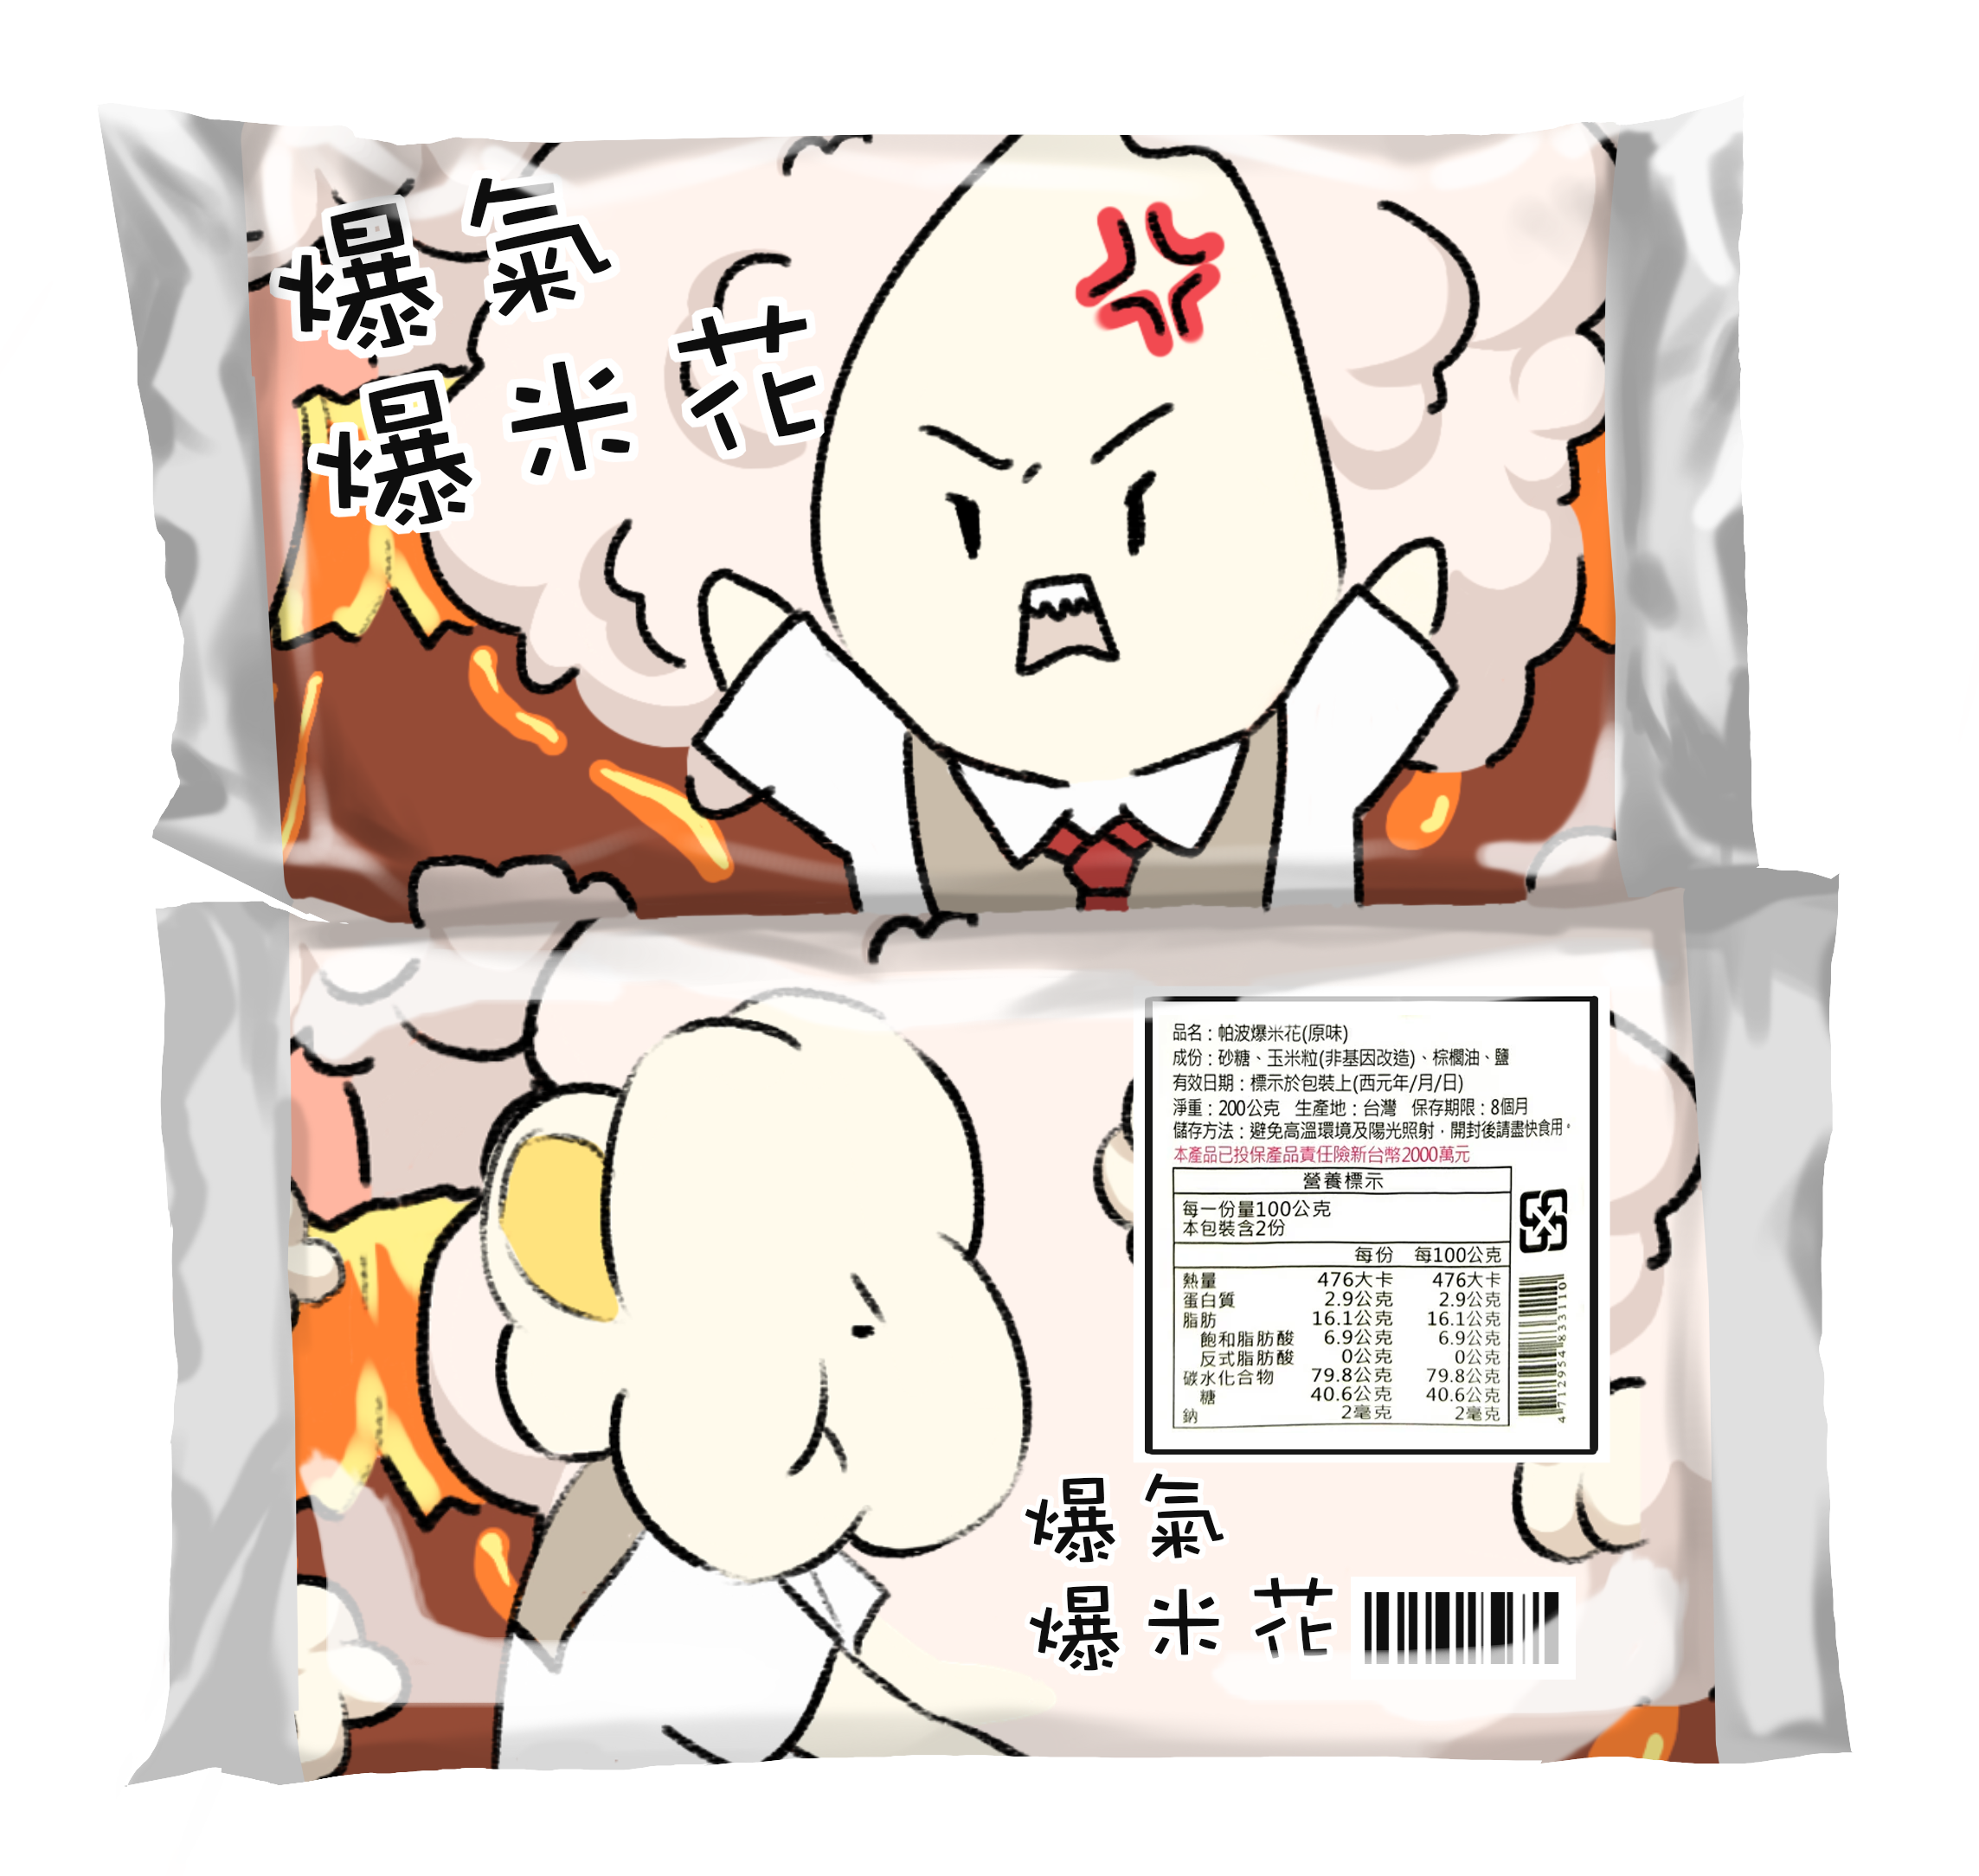 爆氣
爆米花
品名：帕波爆米花(原味)
成份：砂糖、玉米粒(非基因改造)、棕櫚油、鹽
有效日期：標示於包裝上(西元年/月/日)
淨重：200公克　生產地：台灣　保存期限：8個月
儲存方法：避免高溫環境及陽光照射，開封後請盡快食用。
本產品已投保產品責任險新台幣2000萬元
營養標示
每一份量100公克
本包裝含2份
每份　每100公克
熱量　476大卡　476大卡
蛋白質　2.9公克　2.9公克
脂肪　16.1公克　16.1公克
飽和脂肪酸　6.9公克　6.9公克
反式脂肪酸　0公克　0公克
碳水化合物　79.8公克　79.8公克
糖　40.6公克　40.6公克
鈉　2毫克　2毫克
4712954833110
爆氣
爆米花